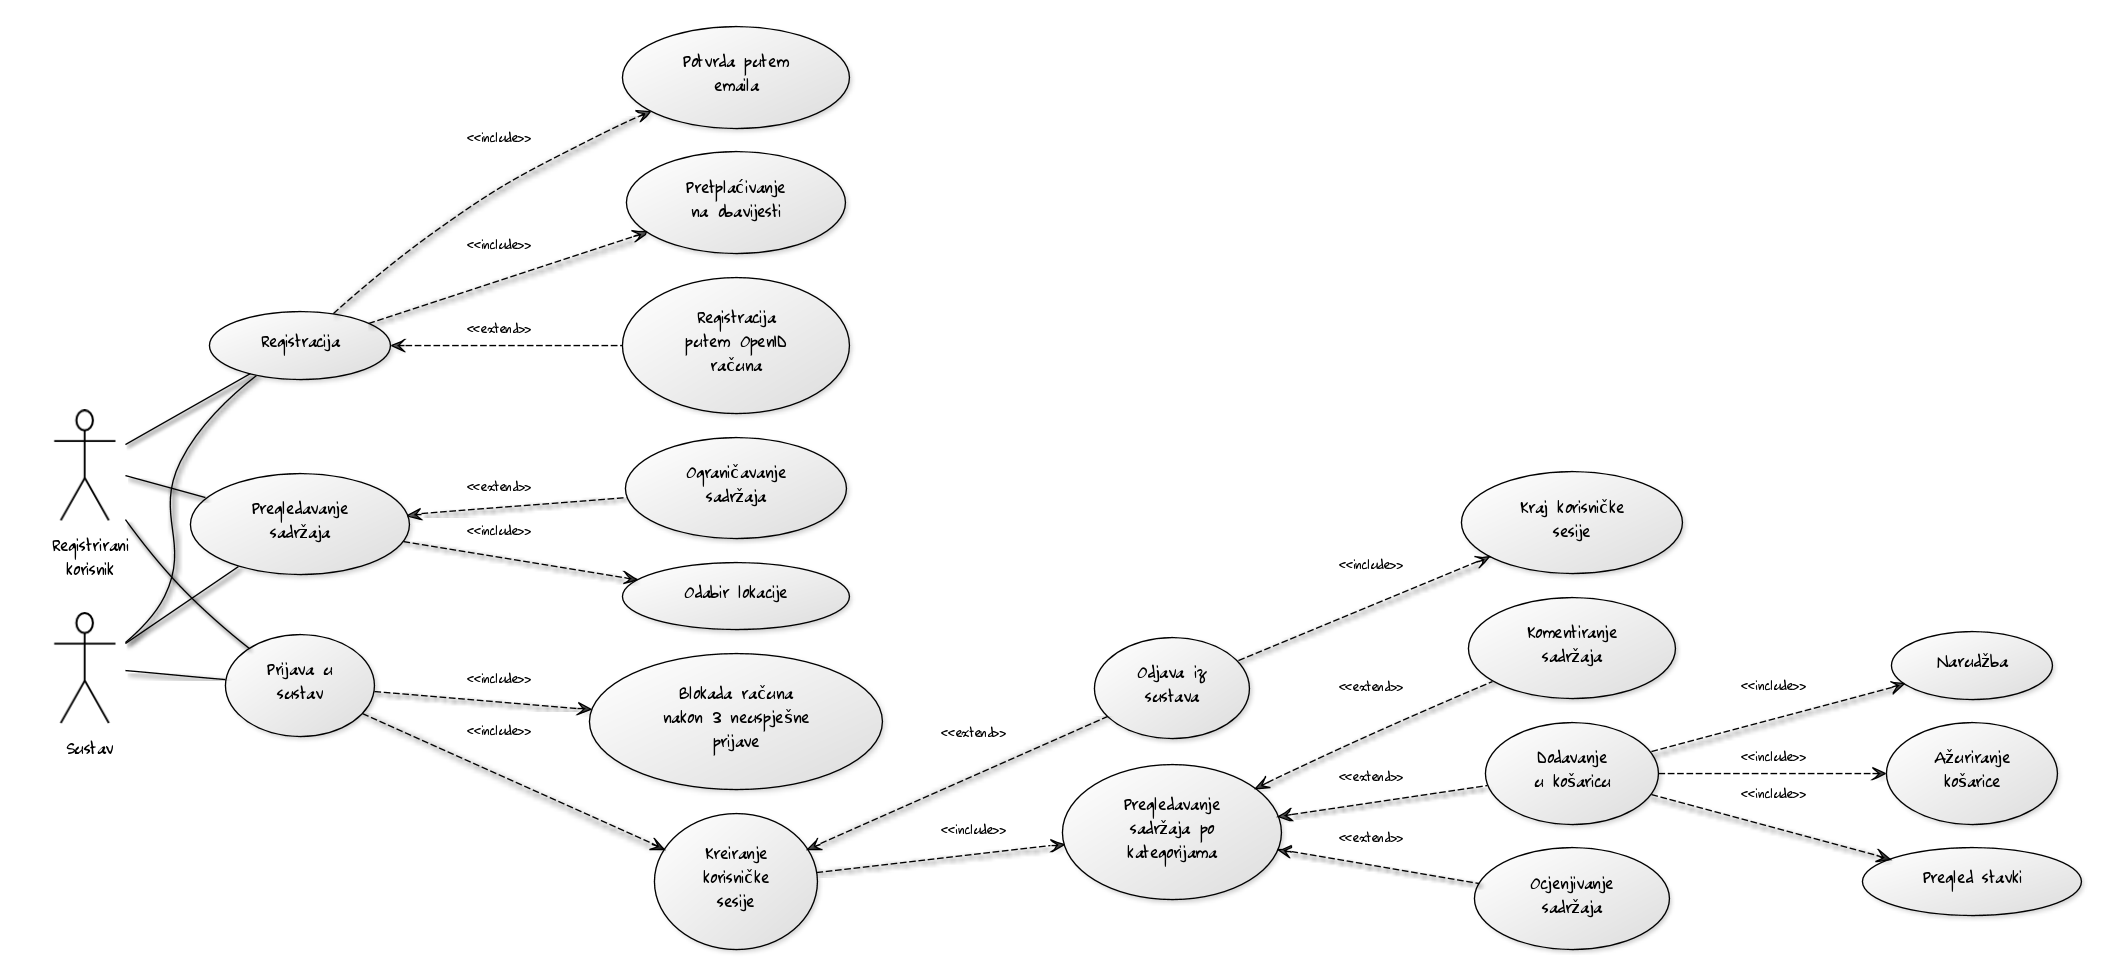 Potvrda putem
emaila
<<include>>
Pretplaćivanje
na obavijesti
<<include>>
Registracija
putem OpenID
računa
<<extend>>
Registracija
Ograničavanje
sadržaja
<<extend>>
Pregledavanje
sadržaja
<<include>>
Odabir lokacije
Registrirani
korisnik
Kraj korisničke
sesije
<<include>>
Komentiranje
sadržaja
Odjava iz
sustava
Narudžba
Prijava u
sustav
<<include>>
Blokada računa
nakon 3 neuspješne
prijave
<<include>>
<<extend>>
<<extend>>
<<include>>
Sustav
Dodavanje
u košaricu
<<include>>
Ažuriranje
košarice
<<extend>>
<<include>>
Pregledavanje
sadržaja po
kategorijama
<<include>>
<<extend>>
Kreiranje
korisničke
sesije
Ocjenjivanje
sadržaja
Pregled stavki